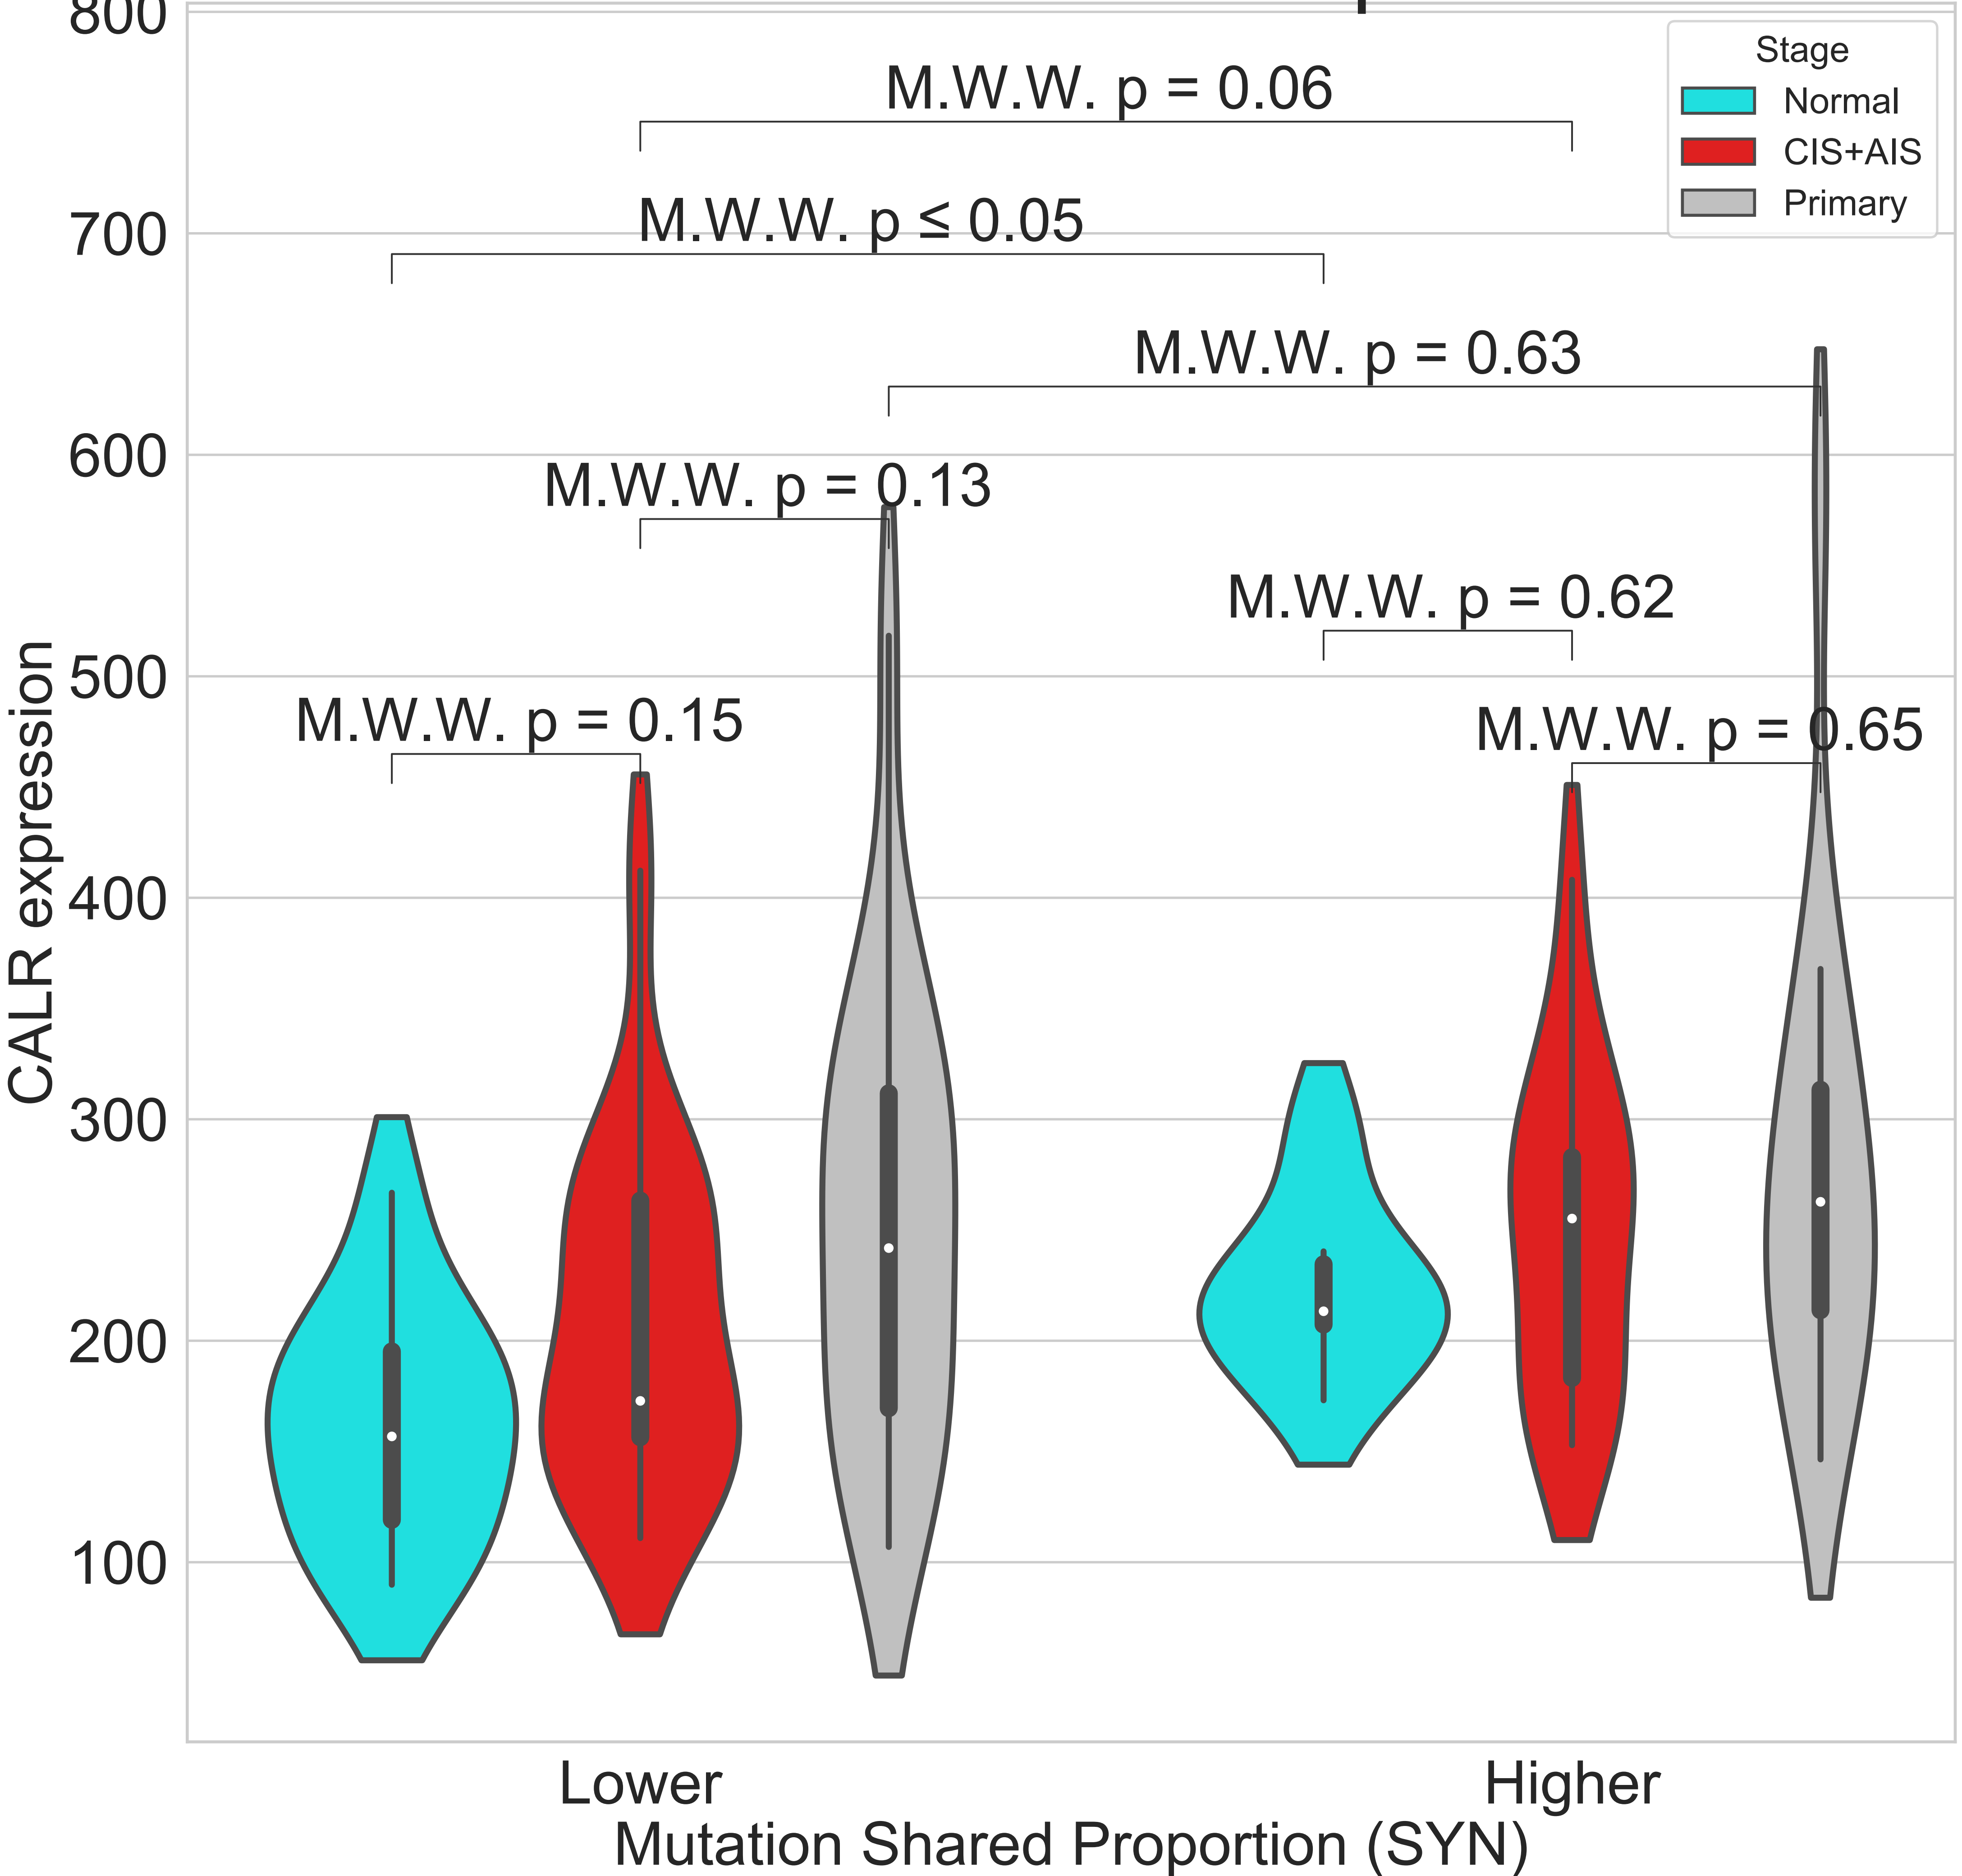 800
M.W.W. p = 0.06
Stage
Normal
CIS+AIS
Primary
700
M.W.W. p ≤ 0.05
M.W.W. p = 0.63
600
M.W.W. p = 0.13
M.W.W. p = 0.62
500
M.W.W. p = 0.15
M.W.W. p = 0.65
CALR expression
400
300
200
100
Lower
Higher
Mutation Shared Proportion (SYN)